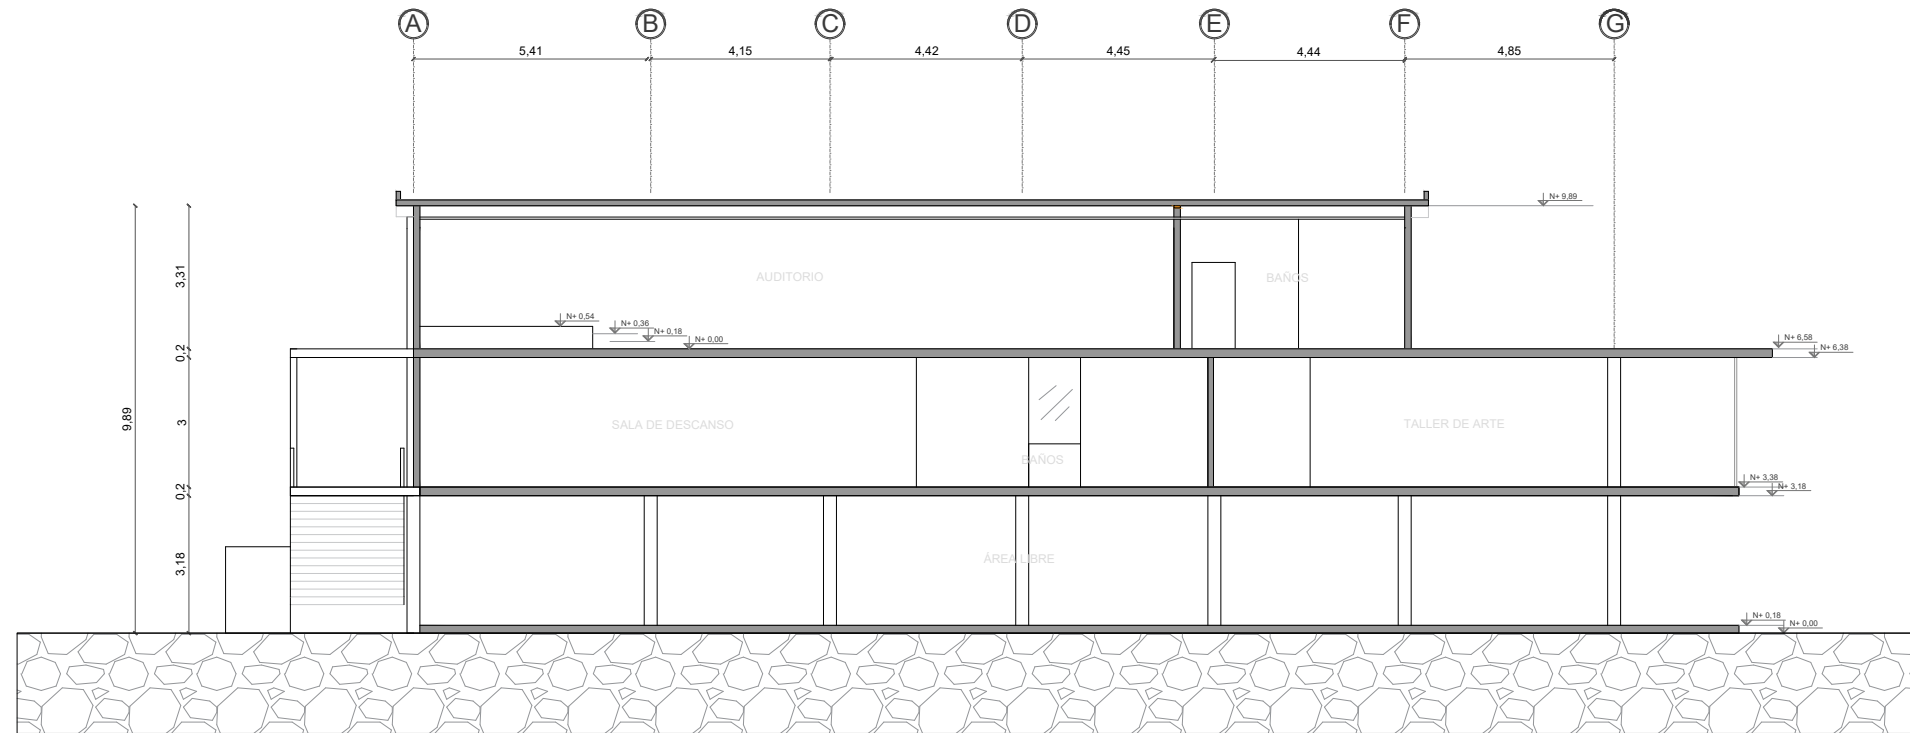 A B C D E F G
5,41 4,15 4,42 4,45 4,44 4,85
N+ 9,89
3,31
AUDITORIO
BAÑOS
N+ 0,54
N+ 0,36
N+ 0,18
N+ 0,00
N+ 6,58
N+ 6,38
0,2
9,89
3
SALA DE DESCANSO
TALLER DE ARTE
BAÑOS
N+ 3,38
N+ 3,18
0,2
3,18
ÁREA LIBRE
N+ 0,18
N+ 0,00